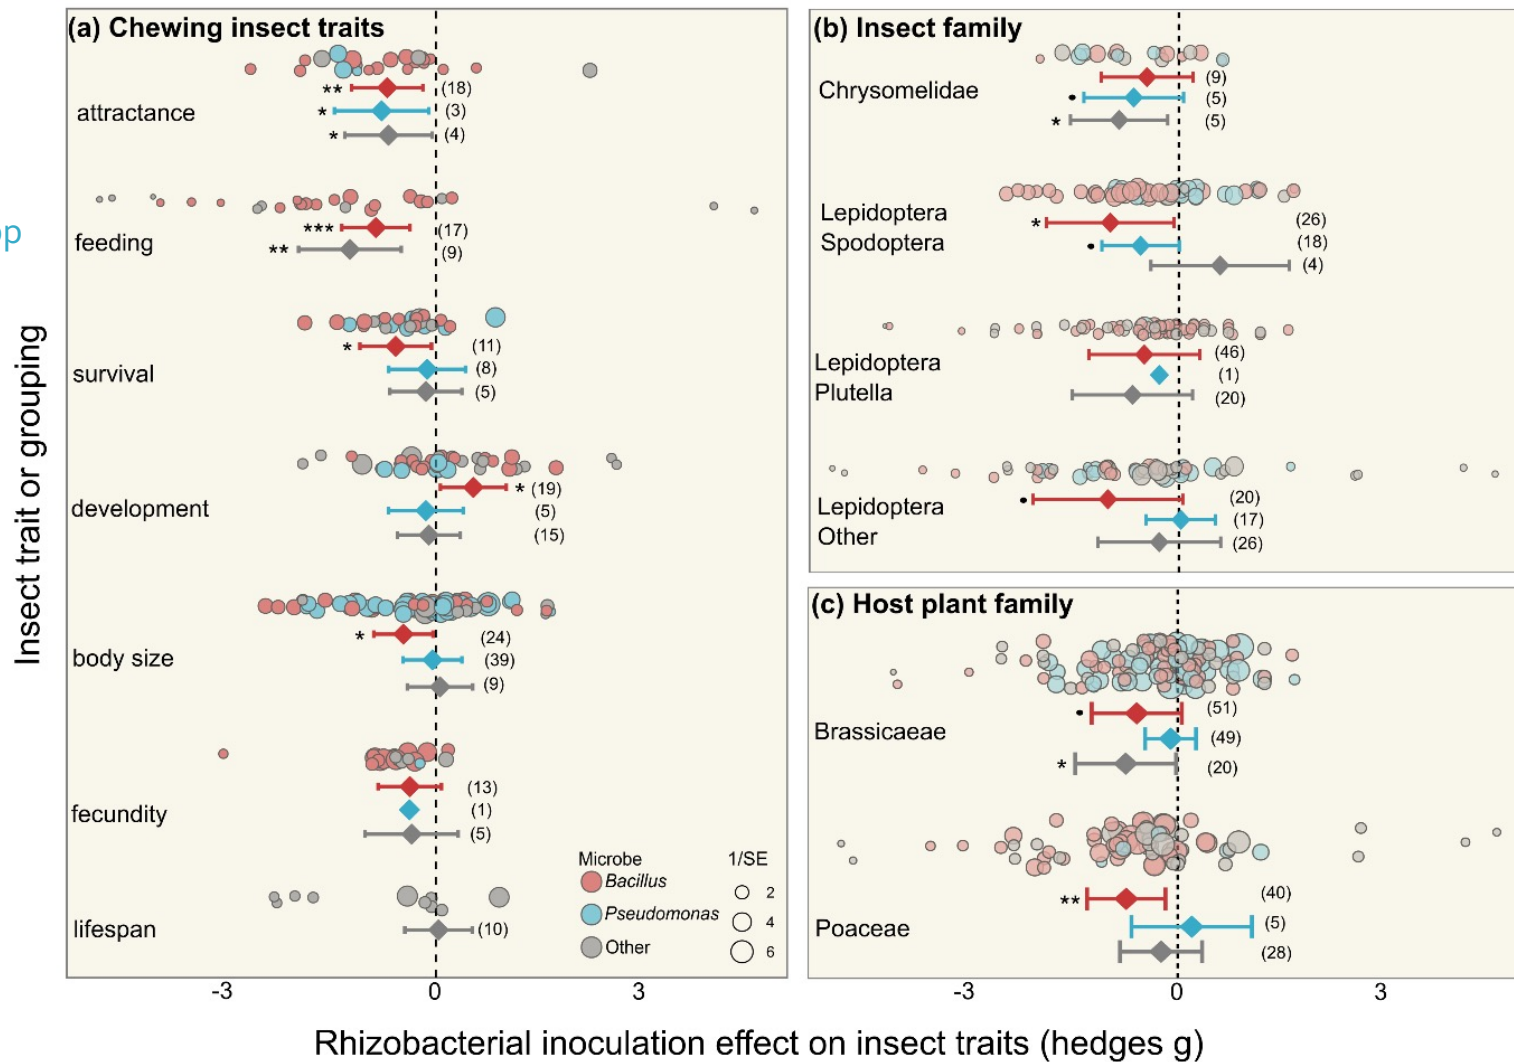 (a) Chewing insect traits
attractance
** (18)
* (3)
* (4)
feeding
*** (17)
** (9)
survival
* (11)
(8)
(5)
development
* (19)
(5)
(15)
body size
* (24)
(39)
(9)
fecundity
(13)
(1)
(5)
lifespan
(10)
Microbe
Bacillus
Pseudomonas
Other
1/SE
2
4
6
-3 0 3
(b) Insect family
Chrysomelidae
(9)
• (5)
* (5)
Lepidoptera
Spodoptera
* (26)
• (18)
(4)
Lepidoptera
Plutella
(46)
(1)
(20)
Lepidoptera
Other
• (20)
(17)
(26)
(c) Host plant family
Brassicaeae
• (51)
(49)
* (20)
Poaceae
** (40)
(5)
(28)
-3 0 3
Insect trait or grouping
Rhizobacterial inoculation effect on insect traits (hedges g)